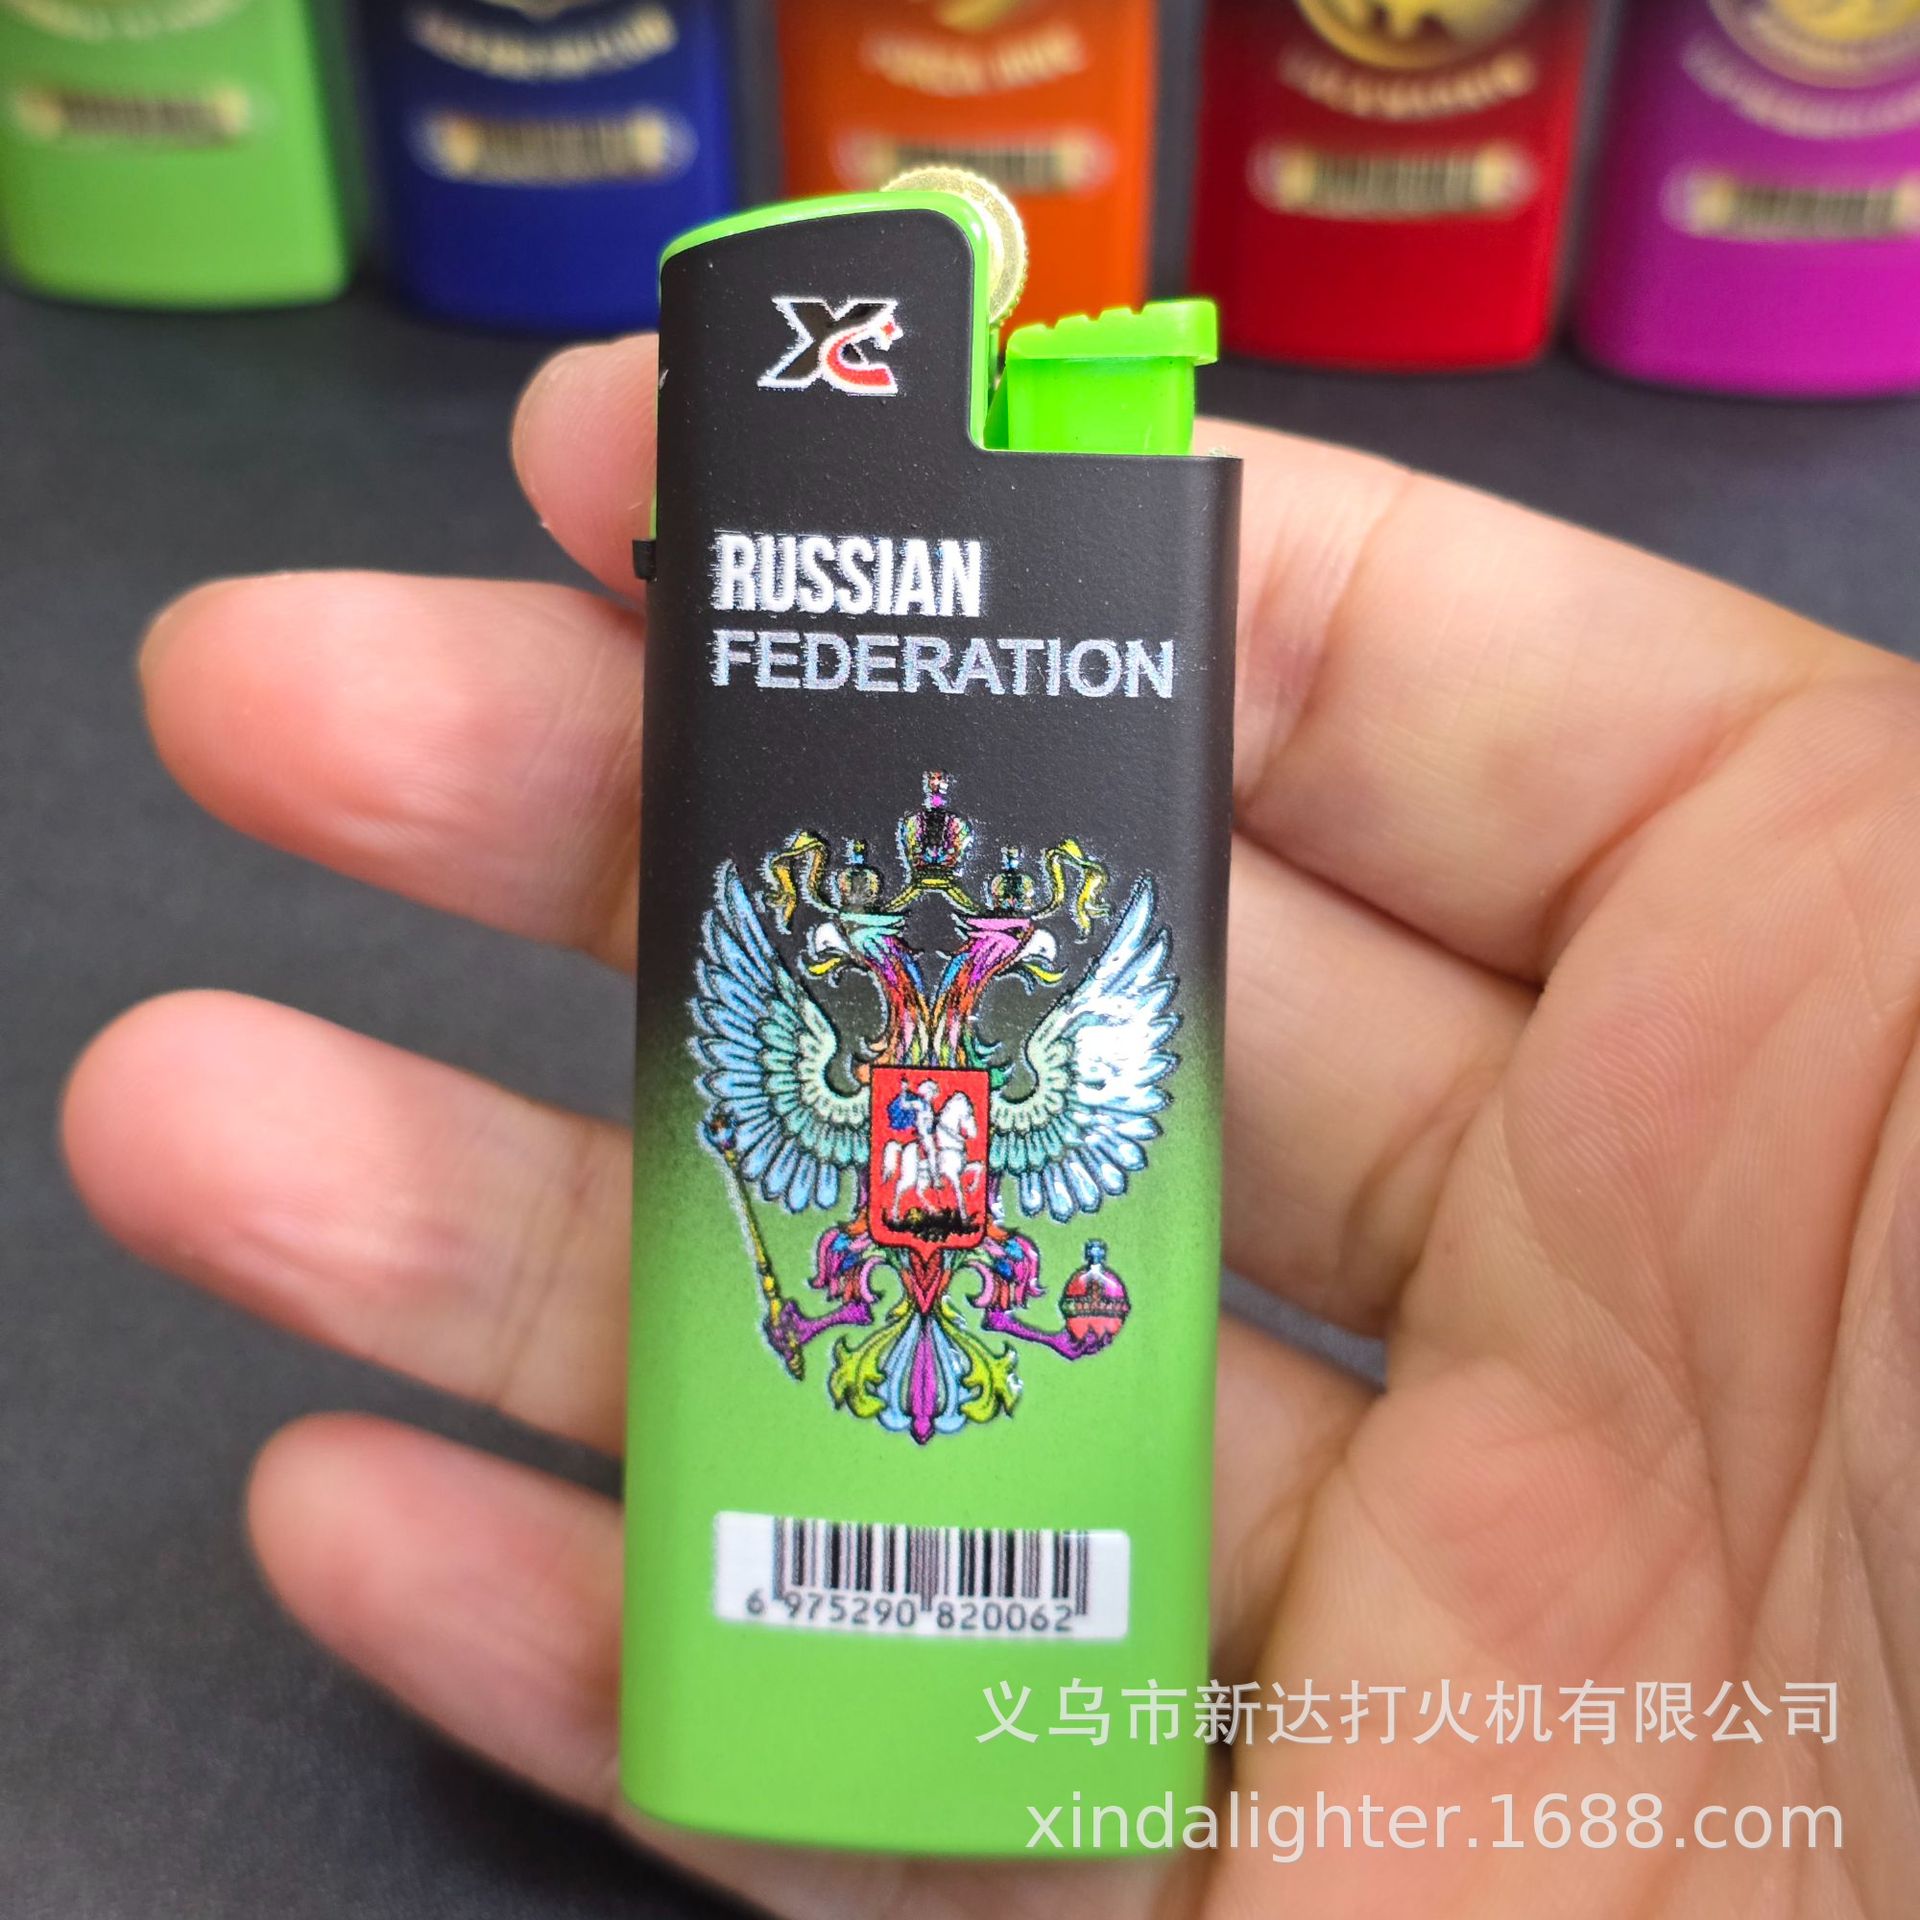 XC
RUSSIAN
FEDERATION
6 975290 820062
义乌市新达打火机有限公司
xindalighter.1688.com